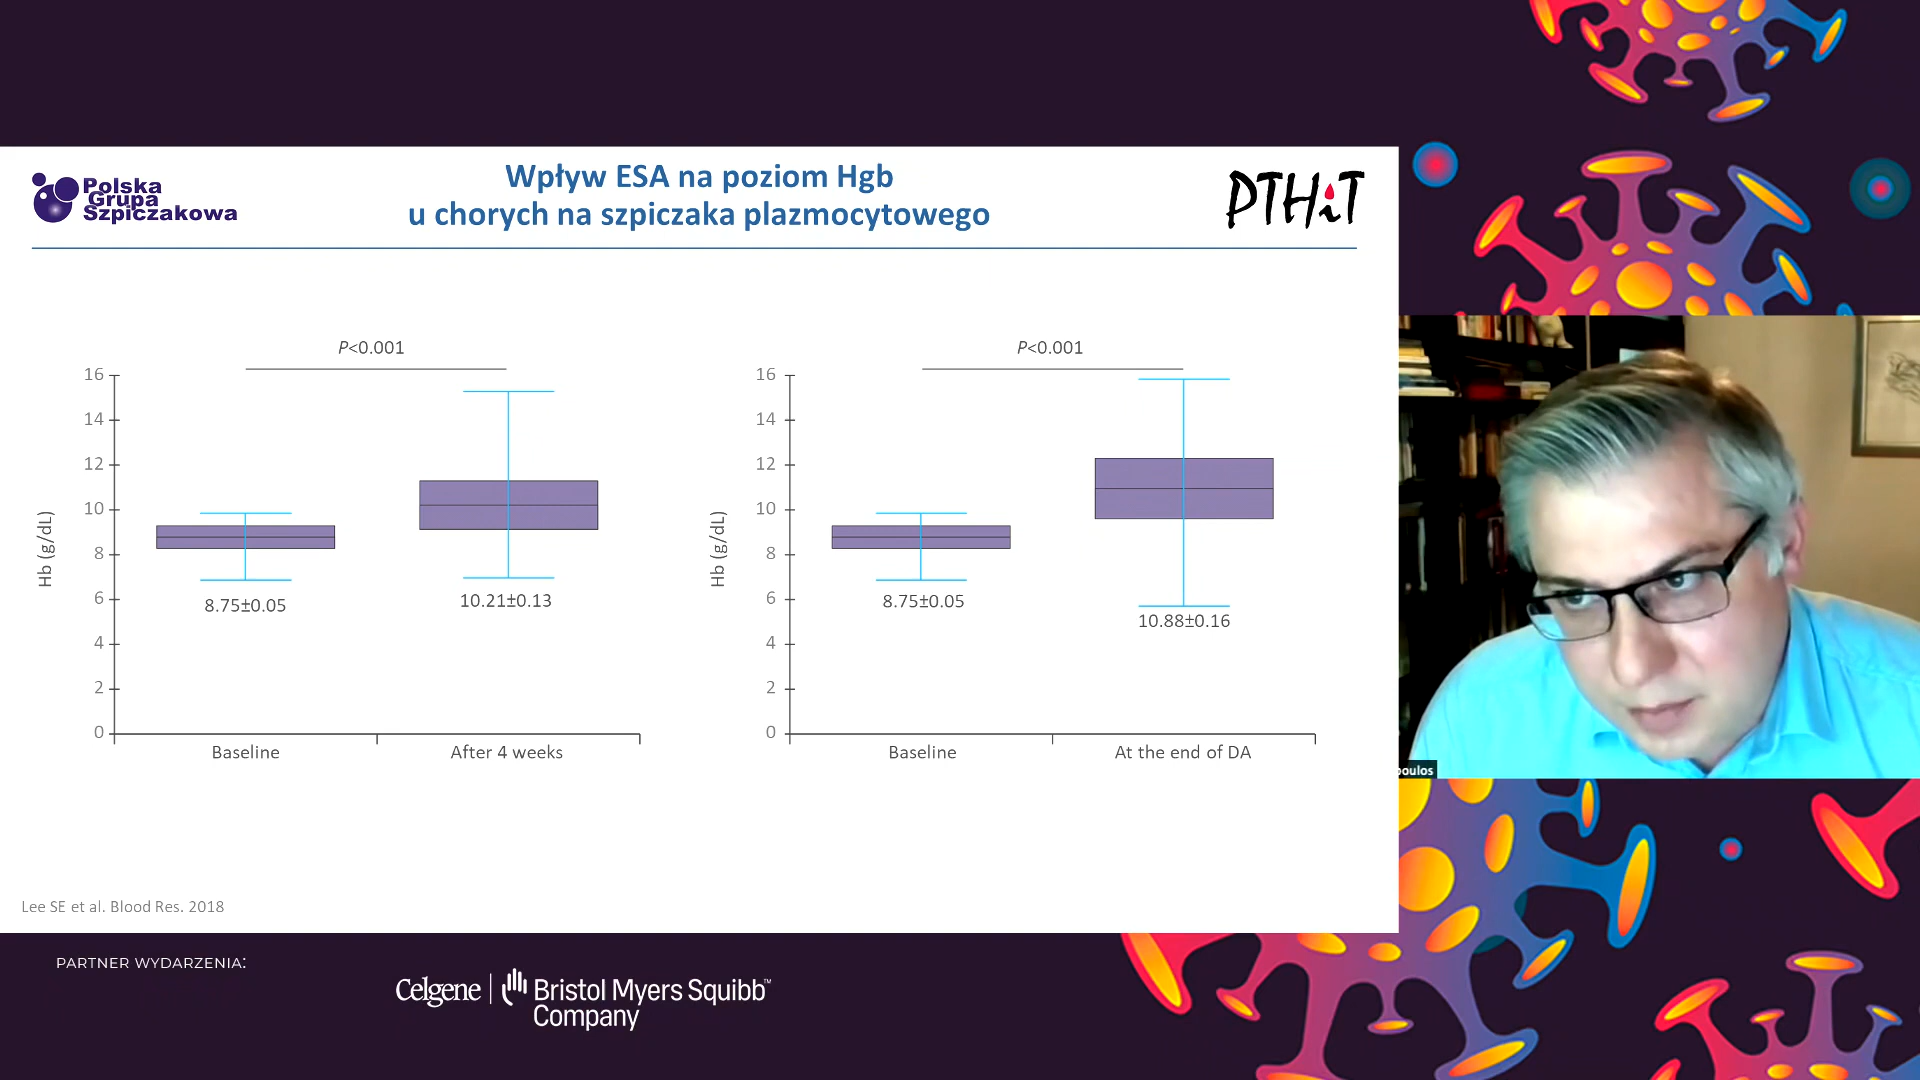 Polska
Grupa
Szpiczakowa
Wpływ ESA na poziom Hgb
u chorych na szpiczaka plazmocytowego
PTHiT
P<0.001
16
14
12
10
8
6
4
2
0
Hb (g/dL)
8.75±0.05
10.21±0.13
Baseline
After 4 weeks
P<0.001
16
14
12
10
8
6
4
2
0
Hb (g/dL)
8.75±0.05
10.88±0.16
Baseline
At the end of DA
Lee SE et al. Blood Res. 2018
poulos
PARTNER WYDARZENIA:
Celgene | Bristol Myers Squibb™
Company